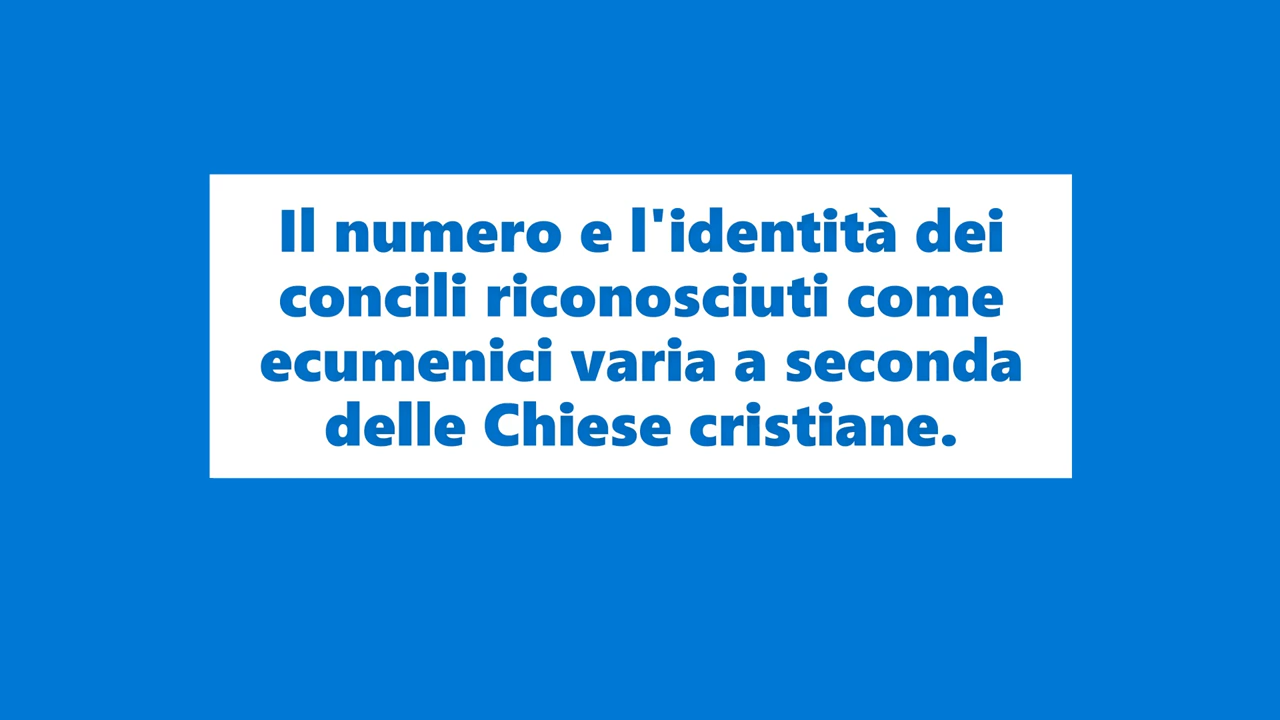 Il numero e l'identità dei
concili riconosciuti come
ecumenici varia a seconda
delle Chiese cristiane.